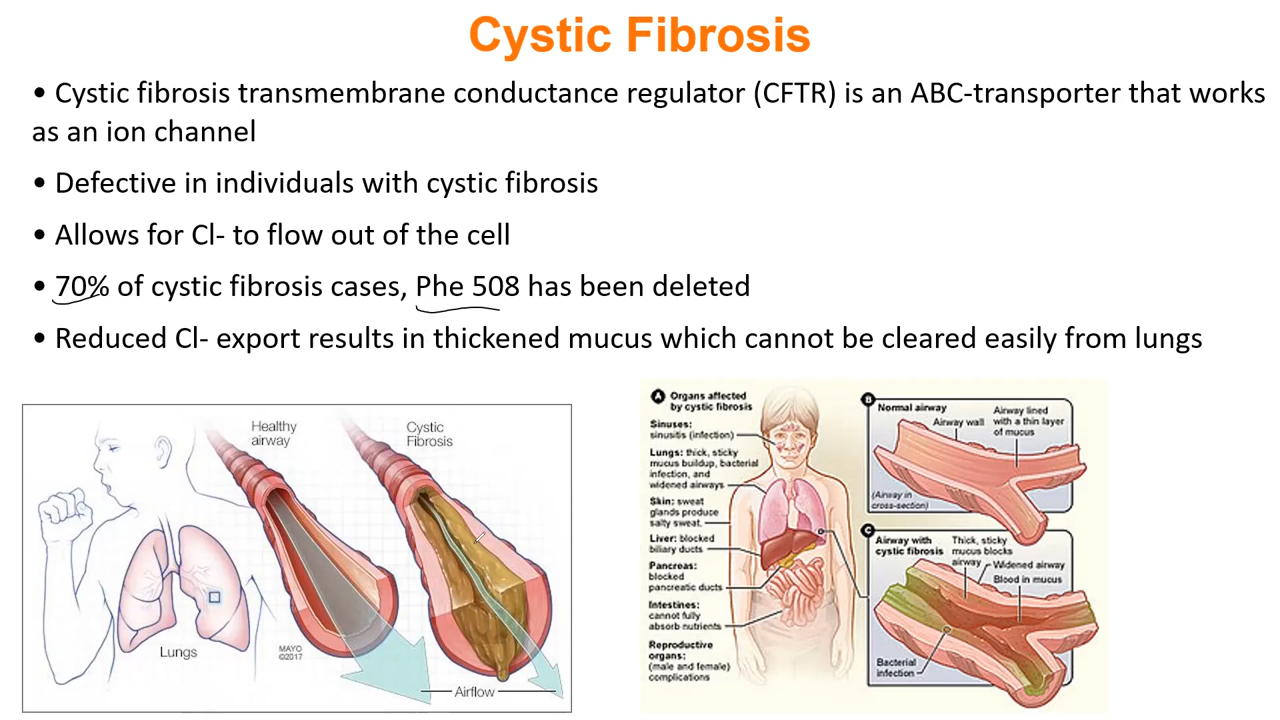 Cystic Fibrosis
• Cystic fibrosis transmembrane conductance regulator (CFTR) is an ABC-transporter that works
as an ion channel
• Defective in individuals with cystic fibrosis
• Allows for Cl- to flow out of the cell
• 70% of cystic fibrosis cases, Phe 508 has been deleted
• Reduced Cl- export results in thickened mucus which cannot be cleared easily from lungs
Healthy
airway
Cystic
Fibrosis
Lungs
MAYO
©2017
Airflow
A Organs affected
by cystic fibrosis
Sinuses:
sinusitis (infection)
Lungs: thick, sticky
mucus buildup, bacterial
infection, and
widened airways
Skin: sweat
glands produce
salty sweat.
Liver: blocked
biliary ducts
Pancreas:
blocked
pancreatic ducts
Intestines:
cannot fully
absorb nutrients
Reproductive
organs:
(male and female)
complications
B
Normal airway
Airway wall
Airway lined
with a thin layer
of mucus
(Airway in
cross-section)
C
Airway with
cystic fibrosis
Thick, sticky
mucus blocks
airway
Widened airway
Blood in mucus
Bacterial
infection